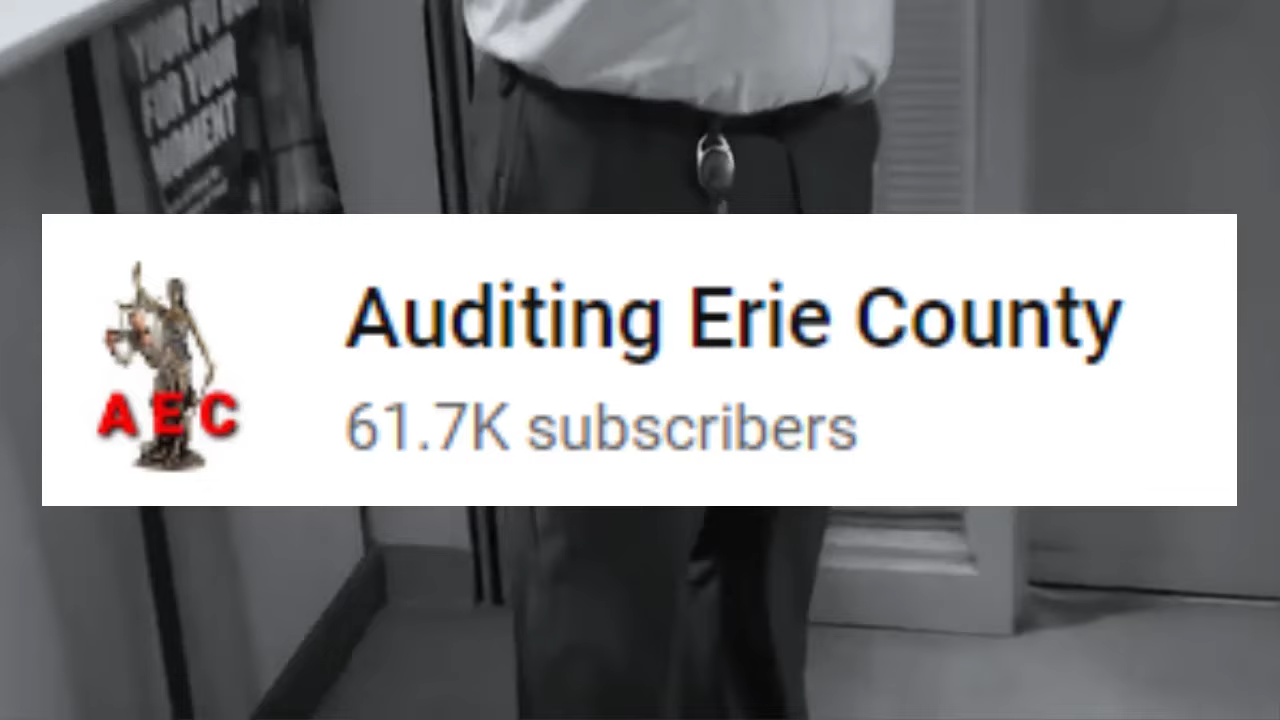 FOR YOUR
MOMENT
AEC
Auditing Erie County
61.7K subscribers